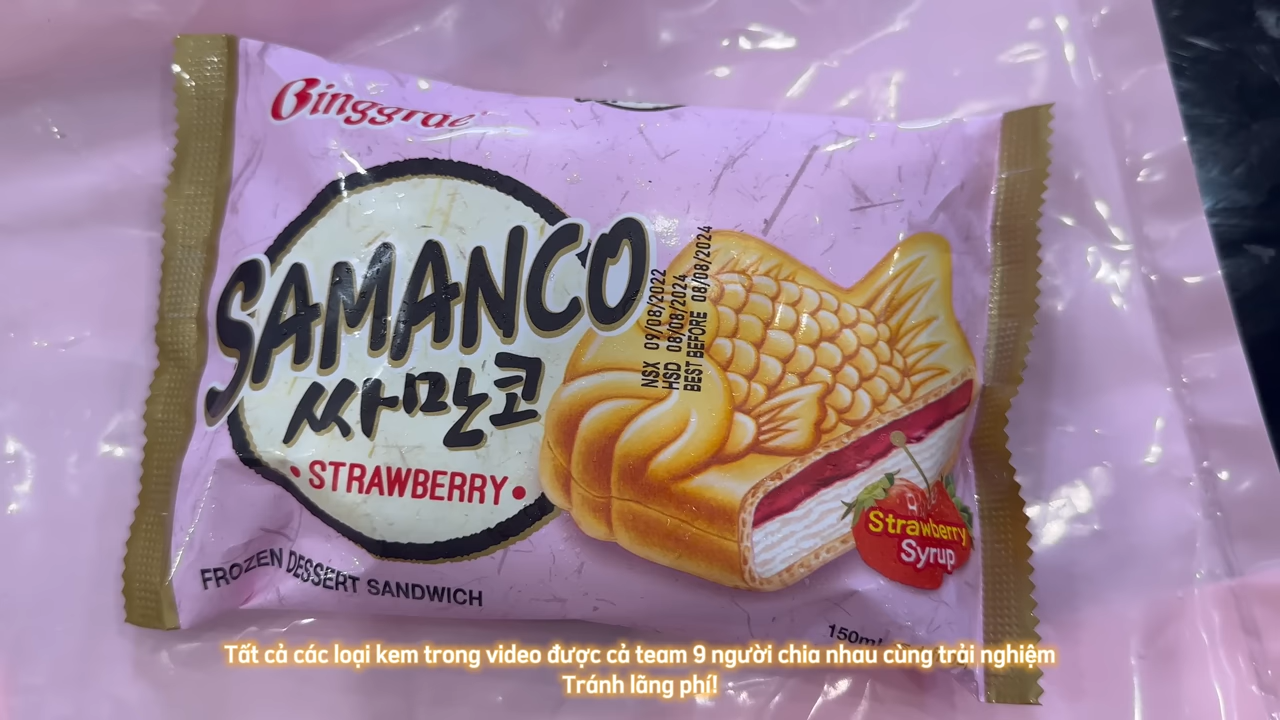 Binggrae
SAMANCO
싸만코
• STRAWBERRY •
FROZEN DESSERT SANDWICH
NSX 09/08/2022
HSD 08/08/2024
BEST BEFORE 08/08/2024
Strawberry
Syrup
150ml
Tất cả các loại kem trong video được cả team 9 người chia nhau cùng trải nghiệm
Tránh lãng phí!